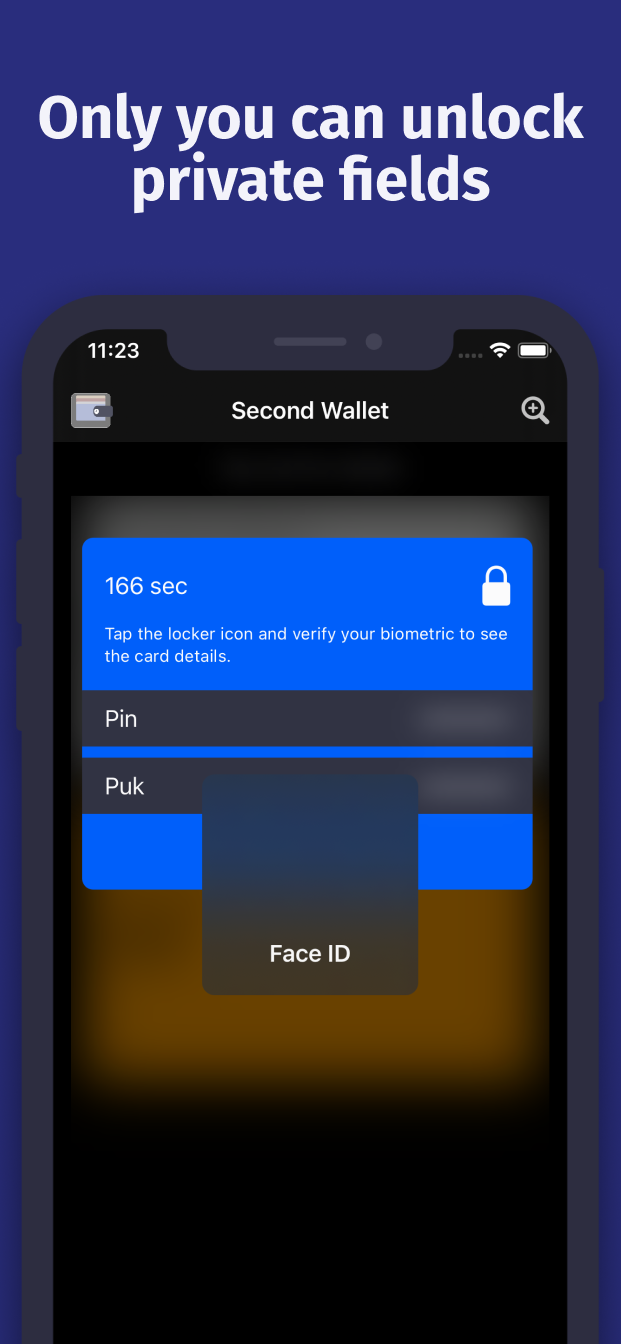 Only you can unlock
private fields
11:23
Second Wallet
166 sec
Tap the locker icon and verify your biometric to see
the card details.
Pin
Puk
Face ID